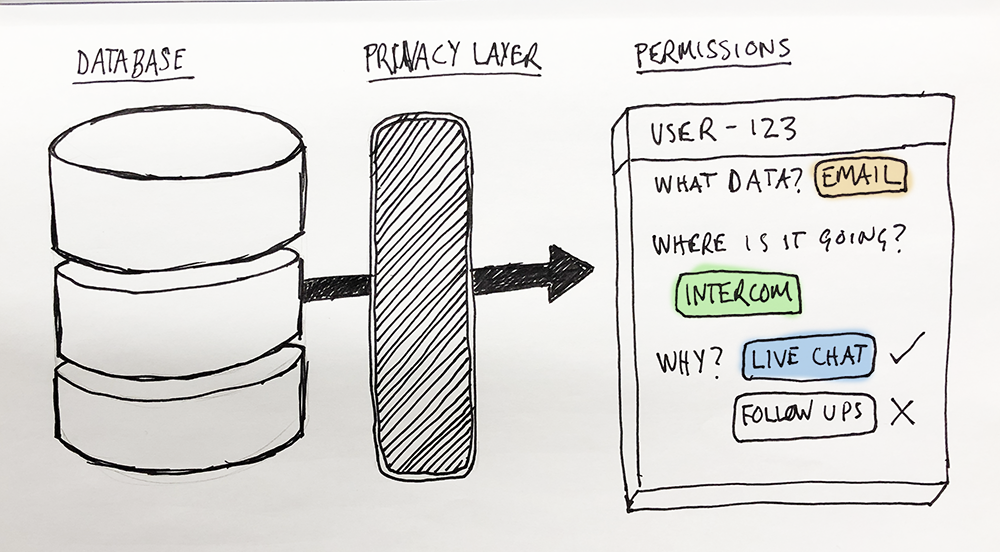 DATABASE
PRIVACY LAYER
PERMISSIONS
USER - 123
WHAT DATA? EMAIL
WHERE IS IT GOING?
INTERCOM
WHY? LIVE CHAT ✓
FOLLOW UPS X